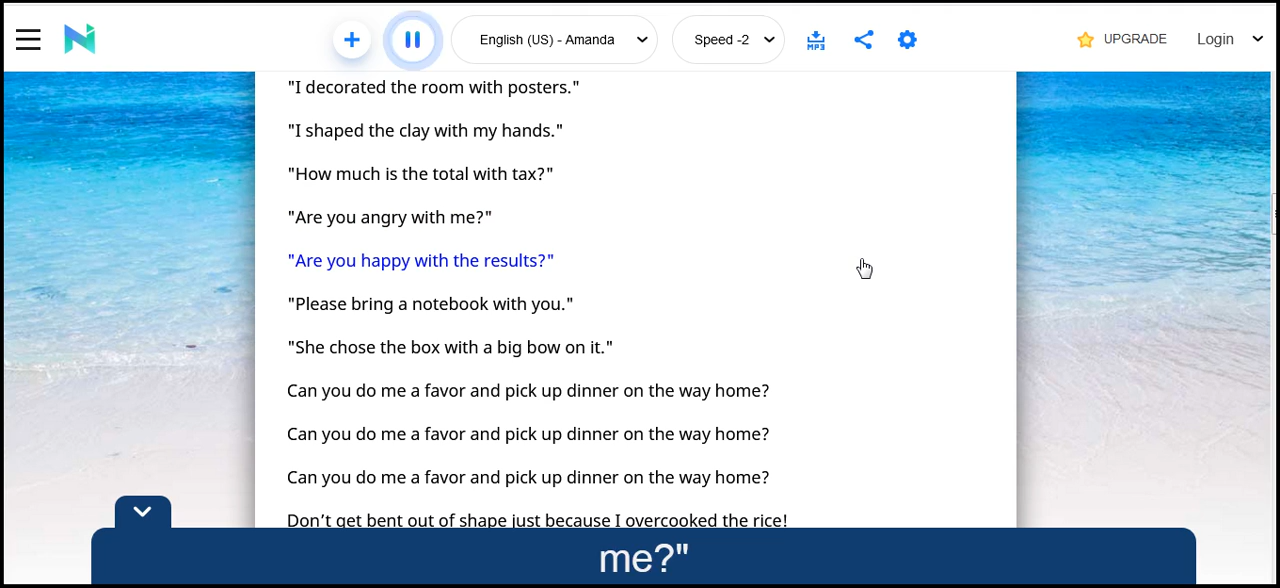 English (US) - Amanda
Speed -2
MP3
UPGRADE
Login
"I decorated the room with posters."
"I shaped the clay with my hands."
"How much is the total with tax?"
"Are you angry with me?"
"Are you happy with the results?"
"Please bring a notebook with you."
"She chose the box with a big bow on it."
Can you do me a favor and pick up dinner on the way home?
Can you do me a favor and pick up dinner on the way home?
Can you do me a favor and pick up dinner on the way home?
Don’t get bent out of shape just because I overcooked the rice!
me?"